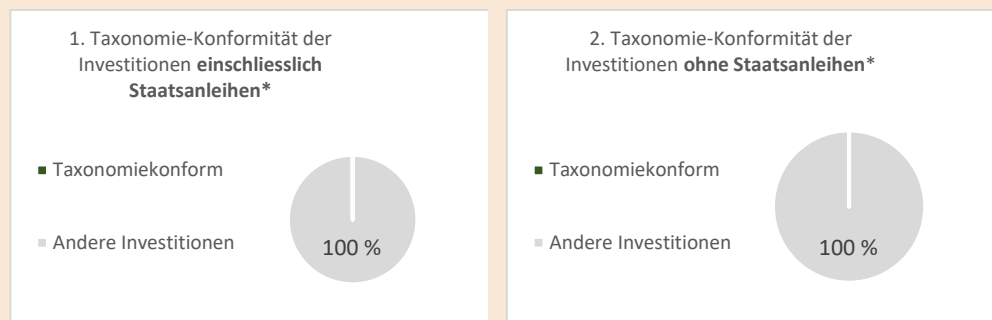 1. Taxonomie-Konformität der
Investitionen einschliesslich
Staatsanleihen*
Taxonomiekonform
Andere Investitionen
100 %
2. Taxonomie-Konformität der
Investitionen ohne Staatsanleihen*
Taxonomiekonform
Andere Investitionen
100 %